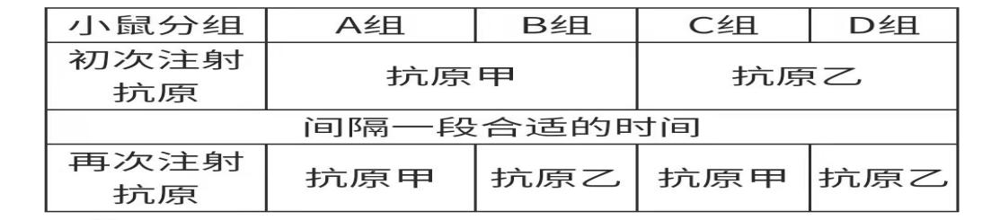 小鼠分组 A组 B组 C组 D组
初次注射
抗原 抗原甲 抗原乙
间隔一段合适的时间
再次注射
抗原 抗原甲 抗原乙 抗原甲 抗原乙